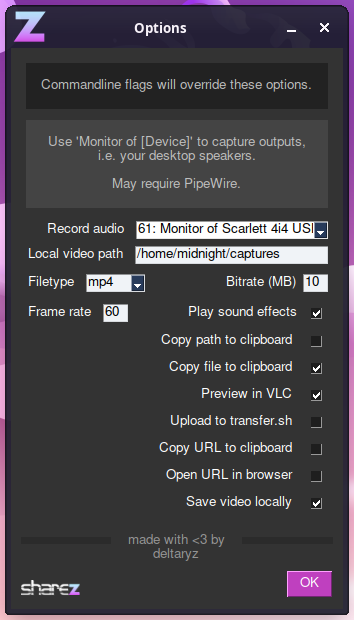 Options
Commandline flags will override these options.
Use 'Monitor of [Device]' to capture outputs,
i.e. your desktop speakers.
May require PipeWire.
Record audio 61: Monitor of Scarlett 4i4 USI
Local video path /home/midnight/captures
Filetype mp4 Bitrate (MB) 10
Frame rate 60 Play sound effects
Copy path to clipboard
Copy file to clipboard
Preview in VLC
Upload to transfer.sh
Copy URL to clipboard
Open URL in browser
Save video locally
made with <3 by
deltaryz
sharez OK